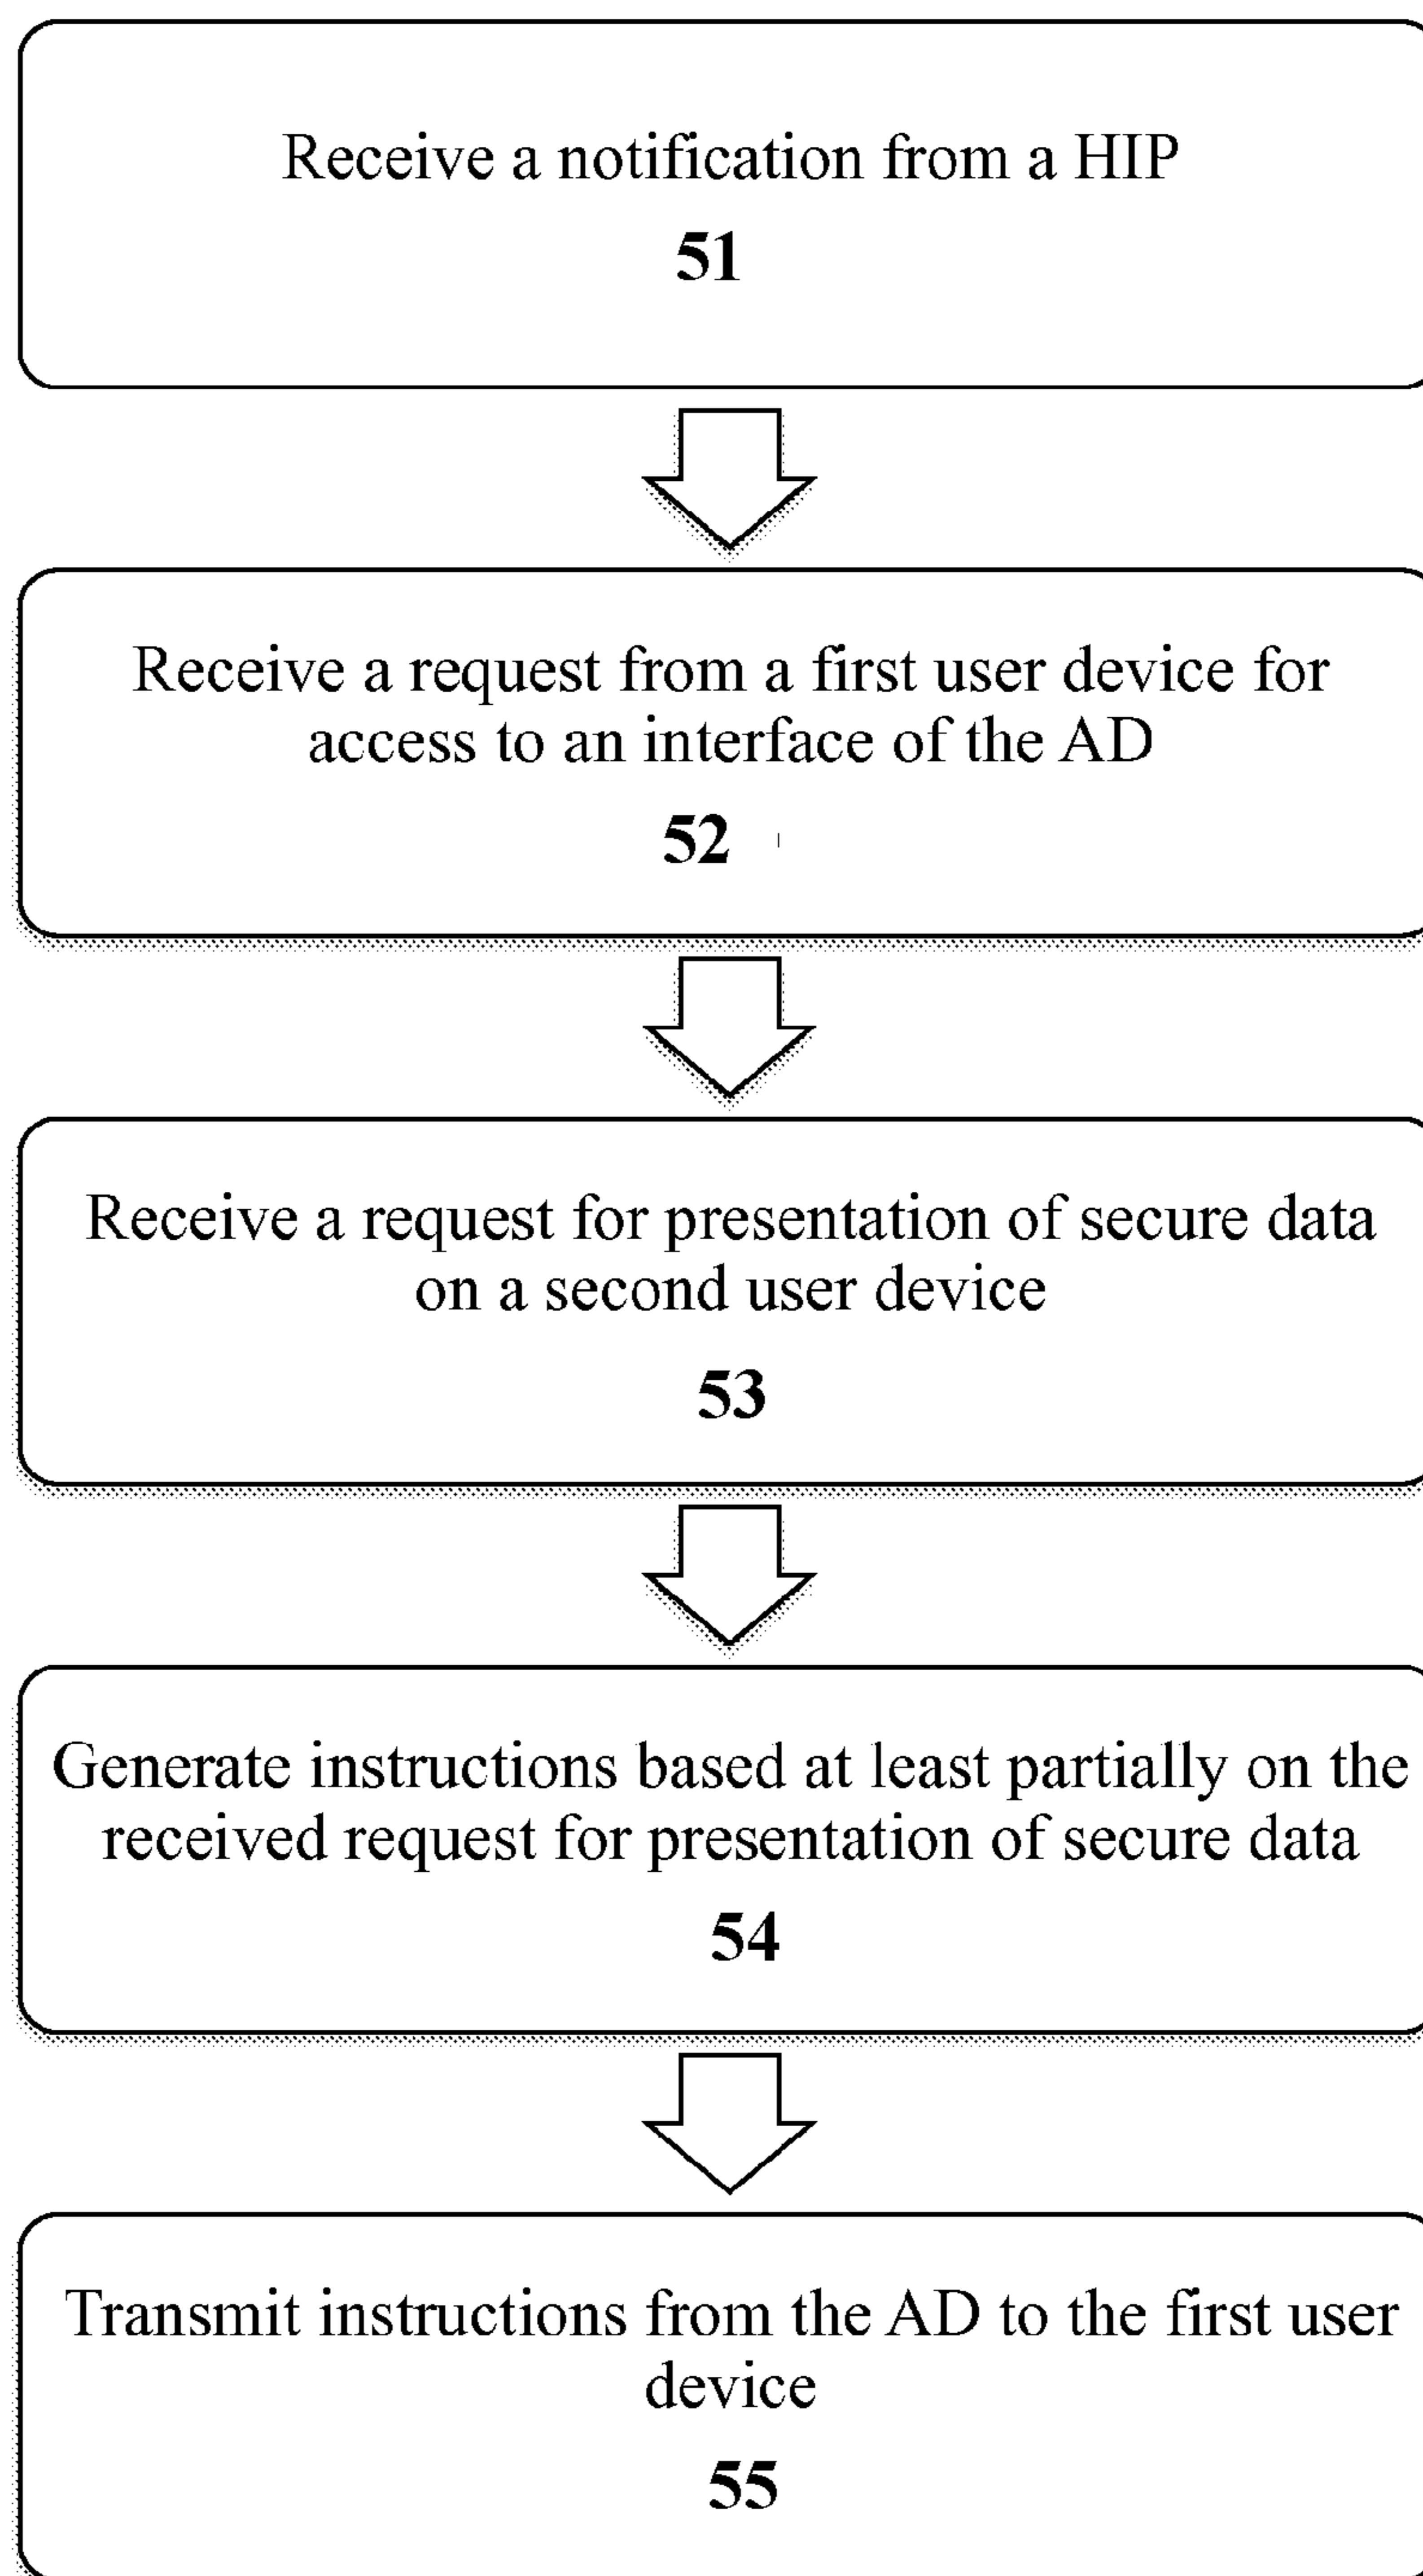 Receive a notification from a HIP
51
Receive a request from a first user device for
access to an interface of the AD
52
Receive a request for presentation of secure data
on a second user device
53
Generate instructions based at least partially on the
received request for presentation of secure data
54
Transmit instructions from the AD to the first user
device
55